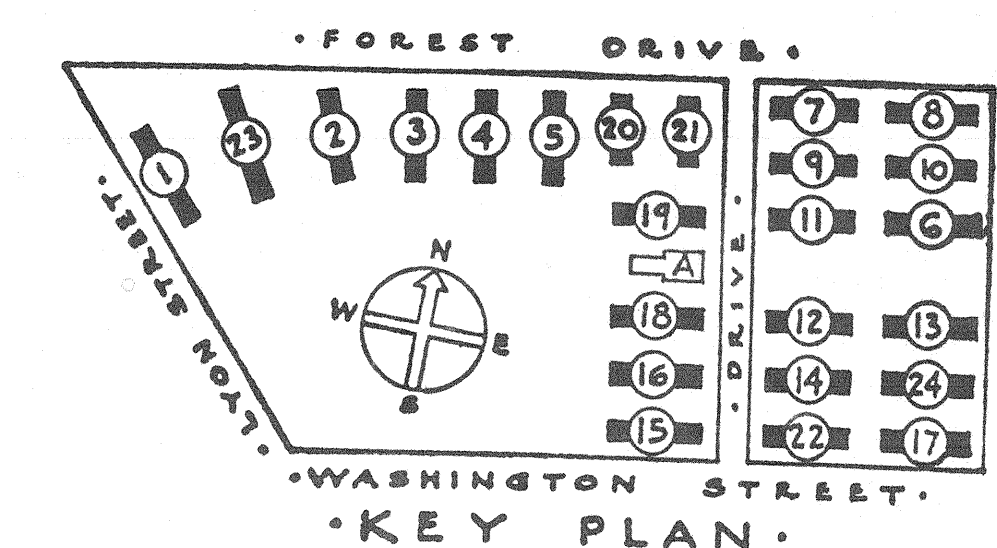 ·FOREST DRIVE·
1 23 2 3 4 5 20 21
7 8
9 10
19 11 6
A
18 12 13
16 14 24
15 22 17
N
W E
S
·LYON STREET·
·DRIVE·
·WASHINGTON STREET·
·KEY PLAN·